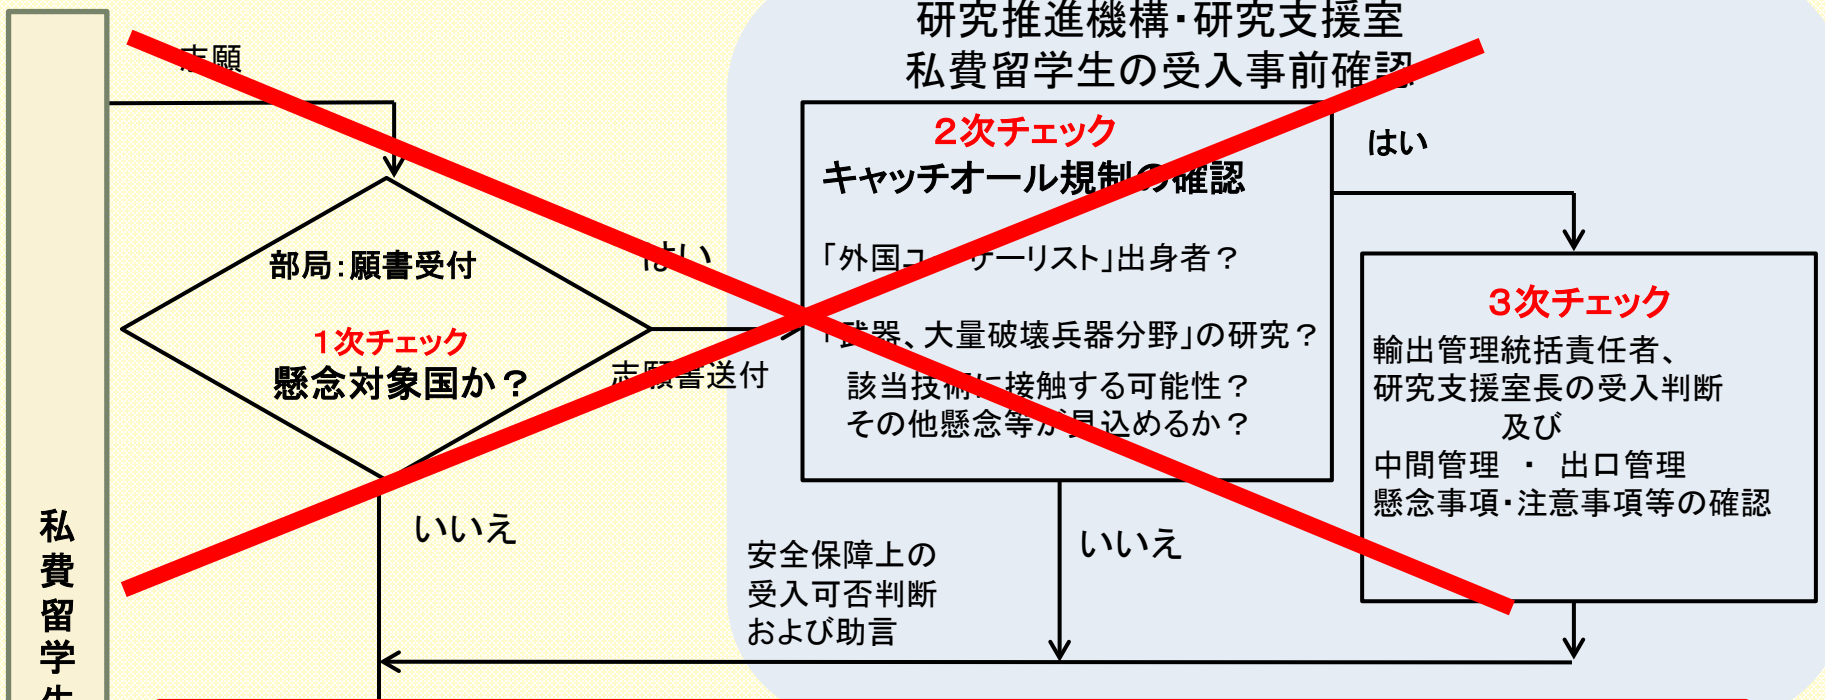 研究推進機構・研究支援室
私費留学生の受入事前確認
志願
2次チェック
キャッチオール規制の確認
はい
「外国ユーザーリスト」出身者?
部局:願書受付
はい
1次チェック
懸念対象国か?
志願書送付
「武器、大量破壊兵器分野」の研究?
該当技術に接触する可能性?
その他懸念等が見込めるか?
3次チェック
輸出管理統括責任者、
研究支援室長の受入判断
及び
中間管理 ・ 出口管理
懸念事項・注意事項等の確認
いいえ
いいえ
安全保障上の
受入可否判断
および助言
私費留学生